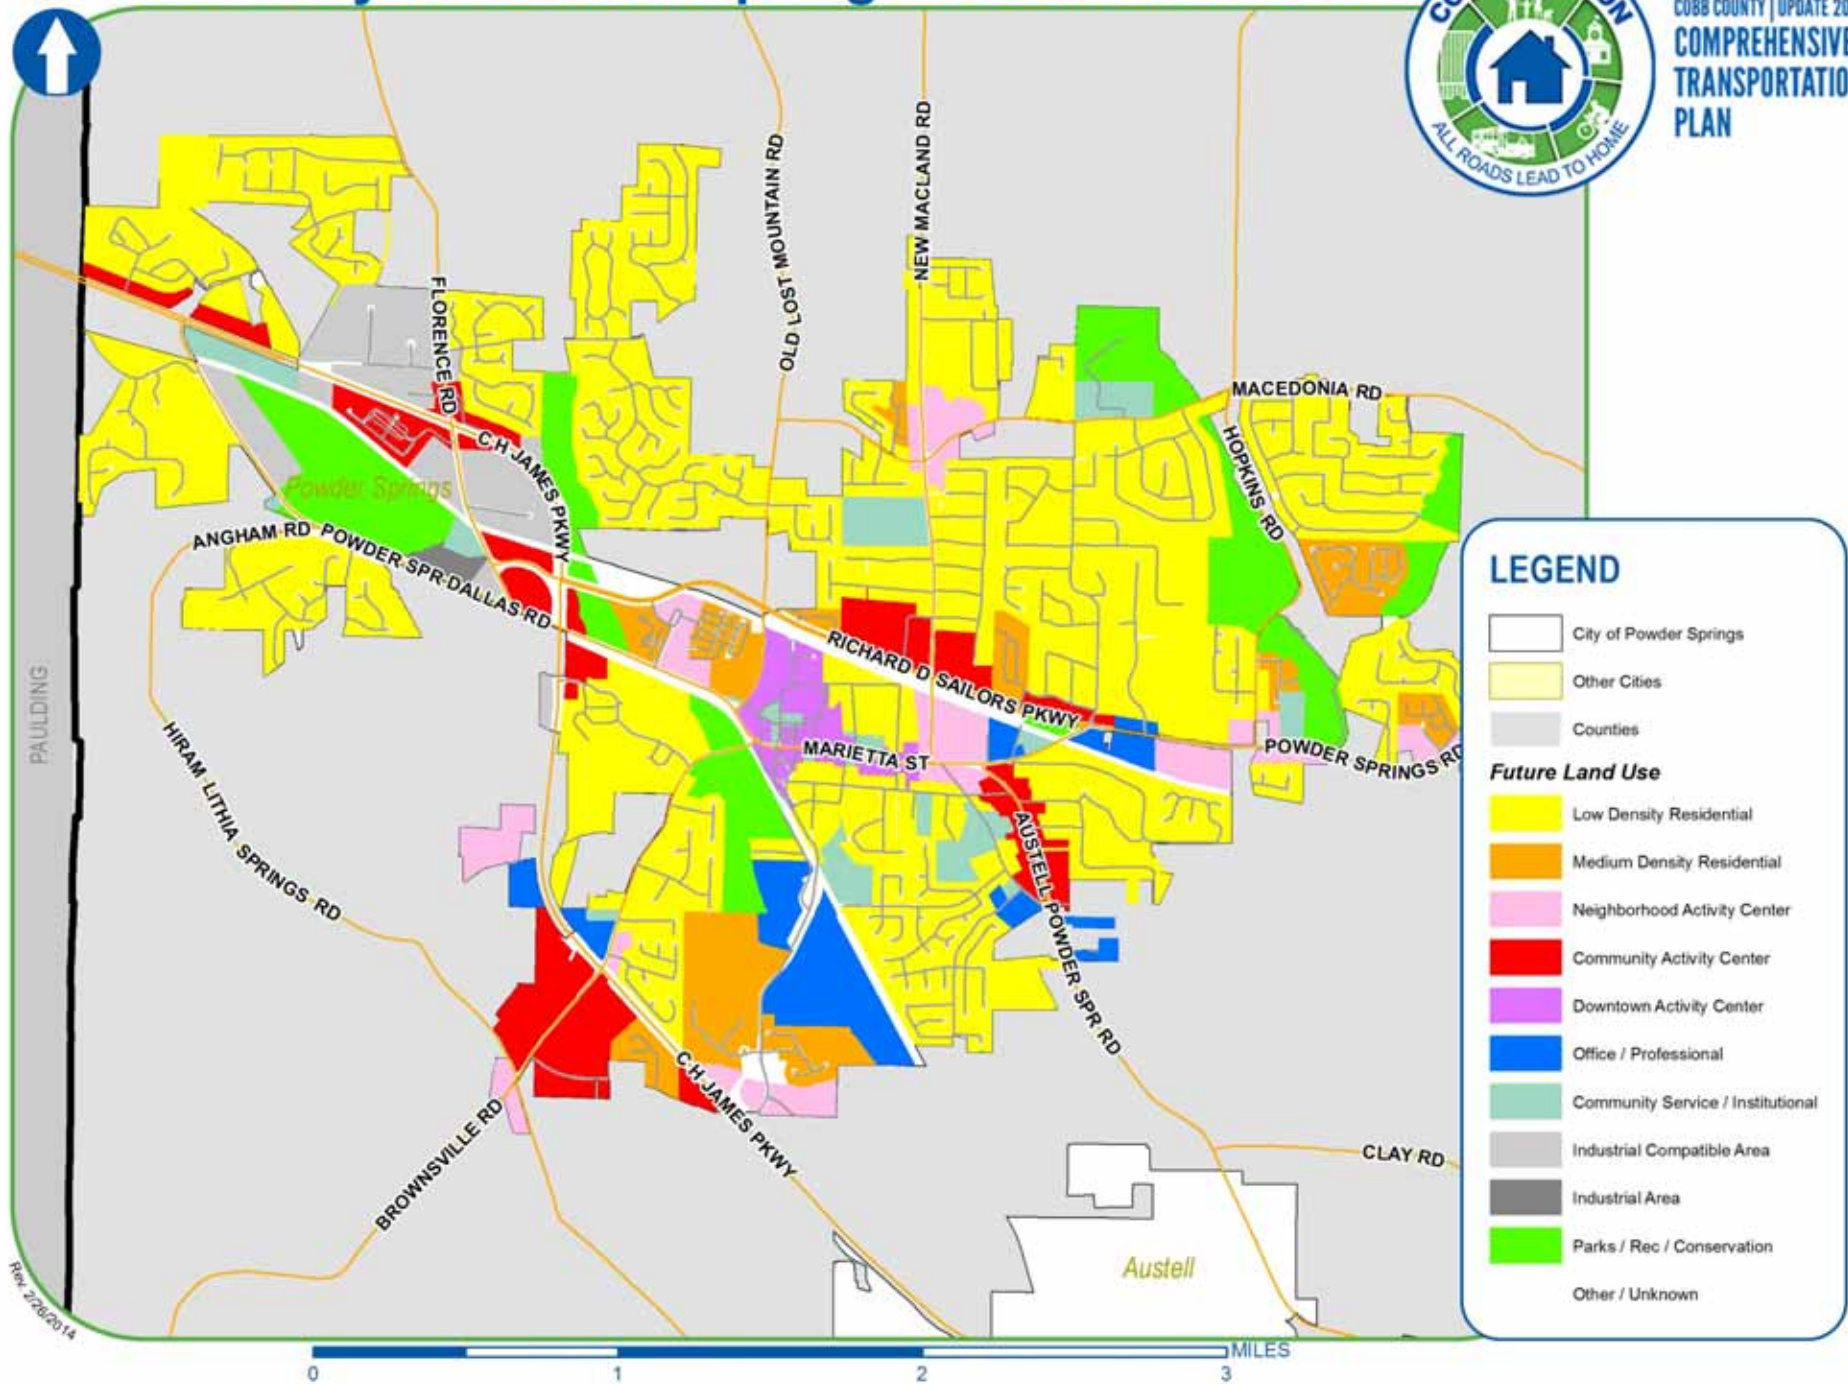 COBB COUNTY | UPDATE 20
COMPREHENSIVE
TRANSPORTATIO
PLAN
ALL ROADS LEAD TO HOME
NEW MACLAND RD
OLD LOST MOUNTAIN RD
FLORENCE RD
MACEDONIA RD
HOPKINS RD
C H JAMES PKWY
Powder Springs
ANGHAM RD
POWDER SPR-DALLAS RD
RICHARD D SAILORS PKWY
MARIETTA ST
POWDER SPRINGS RD
PAULDING
HIRAM LITHIA SPRINGS RD
AUSTELL POWDER SPR RD
C H JAMES PKWY
BROWNSVILLE RD
CLAY RD
Austell
Rev. 2/26/2014
LEGEND
City of Powder Springs
Other Cities
Counties
Future Land Use
Low Density Residential
Medium Density Residential
Neighborhood Activity Center
Community Activity Center
Downtown Activity Center
Office / Professional
Community Service / Institutional
Industrial Compatible Area
Industrial Area
Parks / Rec / Conservation
Other / Unknown
MILES
0 1 2 3